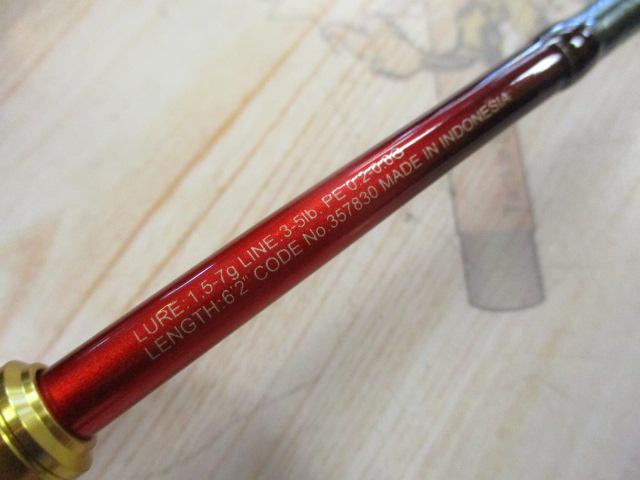 LURE:1.5-7g LINE:3-5lb. PE 0.2-0.6G
LENGTH:6'2" CODE No.357830 MADE IN INDONESIA